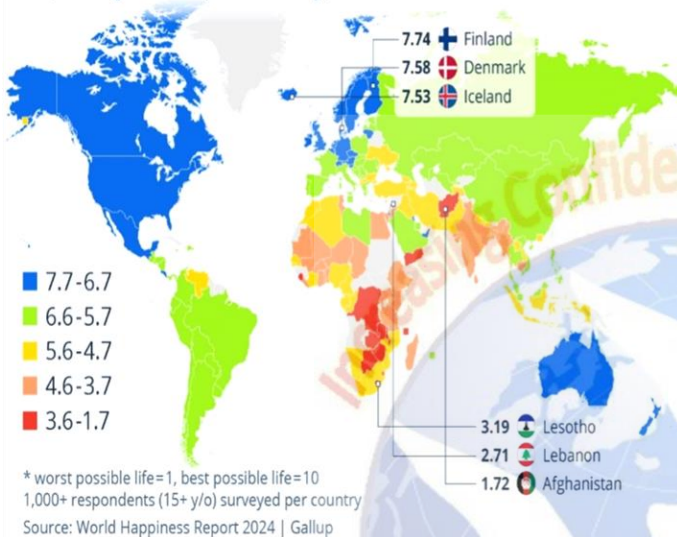 7.74 Finland
7.58 Denmark
7.53 Iceland
7.7-6.7
6.6-5.7
5.6-4.7
4.6-3.7
3.6-1.7
3.19 Lesotho
2.71 Lebanon
1.72 Afghanistan
* worst possible life=1, best possible life=10
1,000+ respondents (15+ y/o) surveyed per country
Source: World Happiness Report 2024 | Gallup